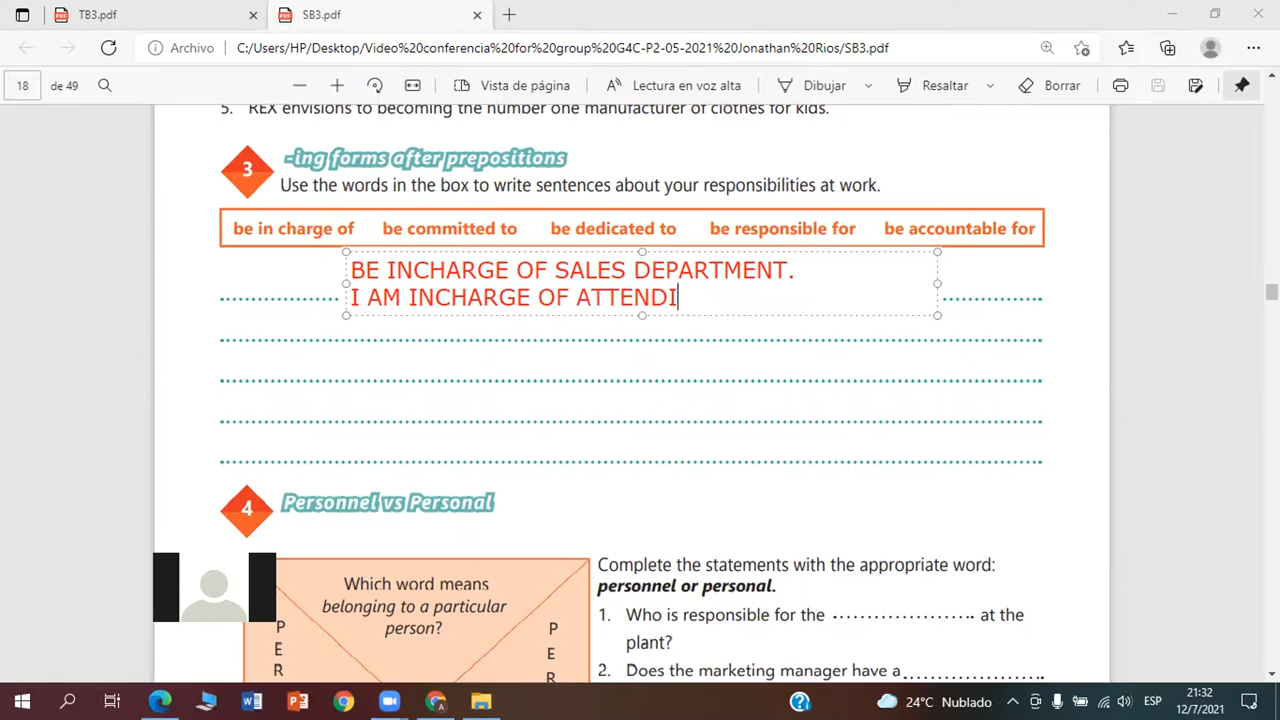 TB3.pdf
SB3.pdf
Archivo
C:/Users/HP/Desktop/Video%20conferencia%20for%20group%20G4C-P2-05-2021%20Jonathan%20Rios/SB3.pdf
18
de 49
Vista de página
Lectura en voz alta
Dibujar
Resaltar
Borrar
5. REX envisions to becoming the number one manufacturer of clothes for kids.
3
-ing forms after prepositions
Use the words in the box to write sentences about your responsibilities at work.
be in charge of be committed to be dedicated to be responsible for be accountable for
BE INCHARGE OF SALES DEPARTMENT.
I AM INCHARGE OF ATTENDI
4
Personnel vs Personal
Which word means
belonging to a particular
person?
P
E
R
P
E
R
Complete the statements with the appropriate word:
personnel or personal.
1. Who is responsible for the .................... at the
plant?
2. Does the marketing manager have a ....................
24°C Nublado
ESP
21:32
12/7/2021